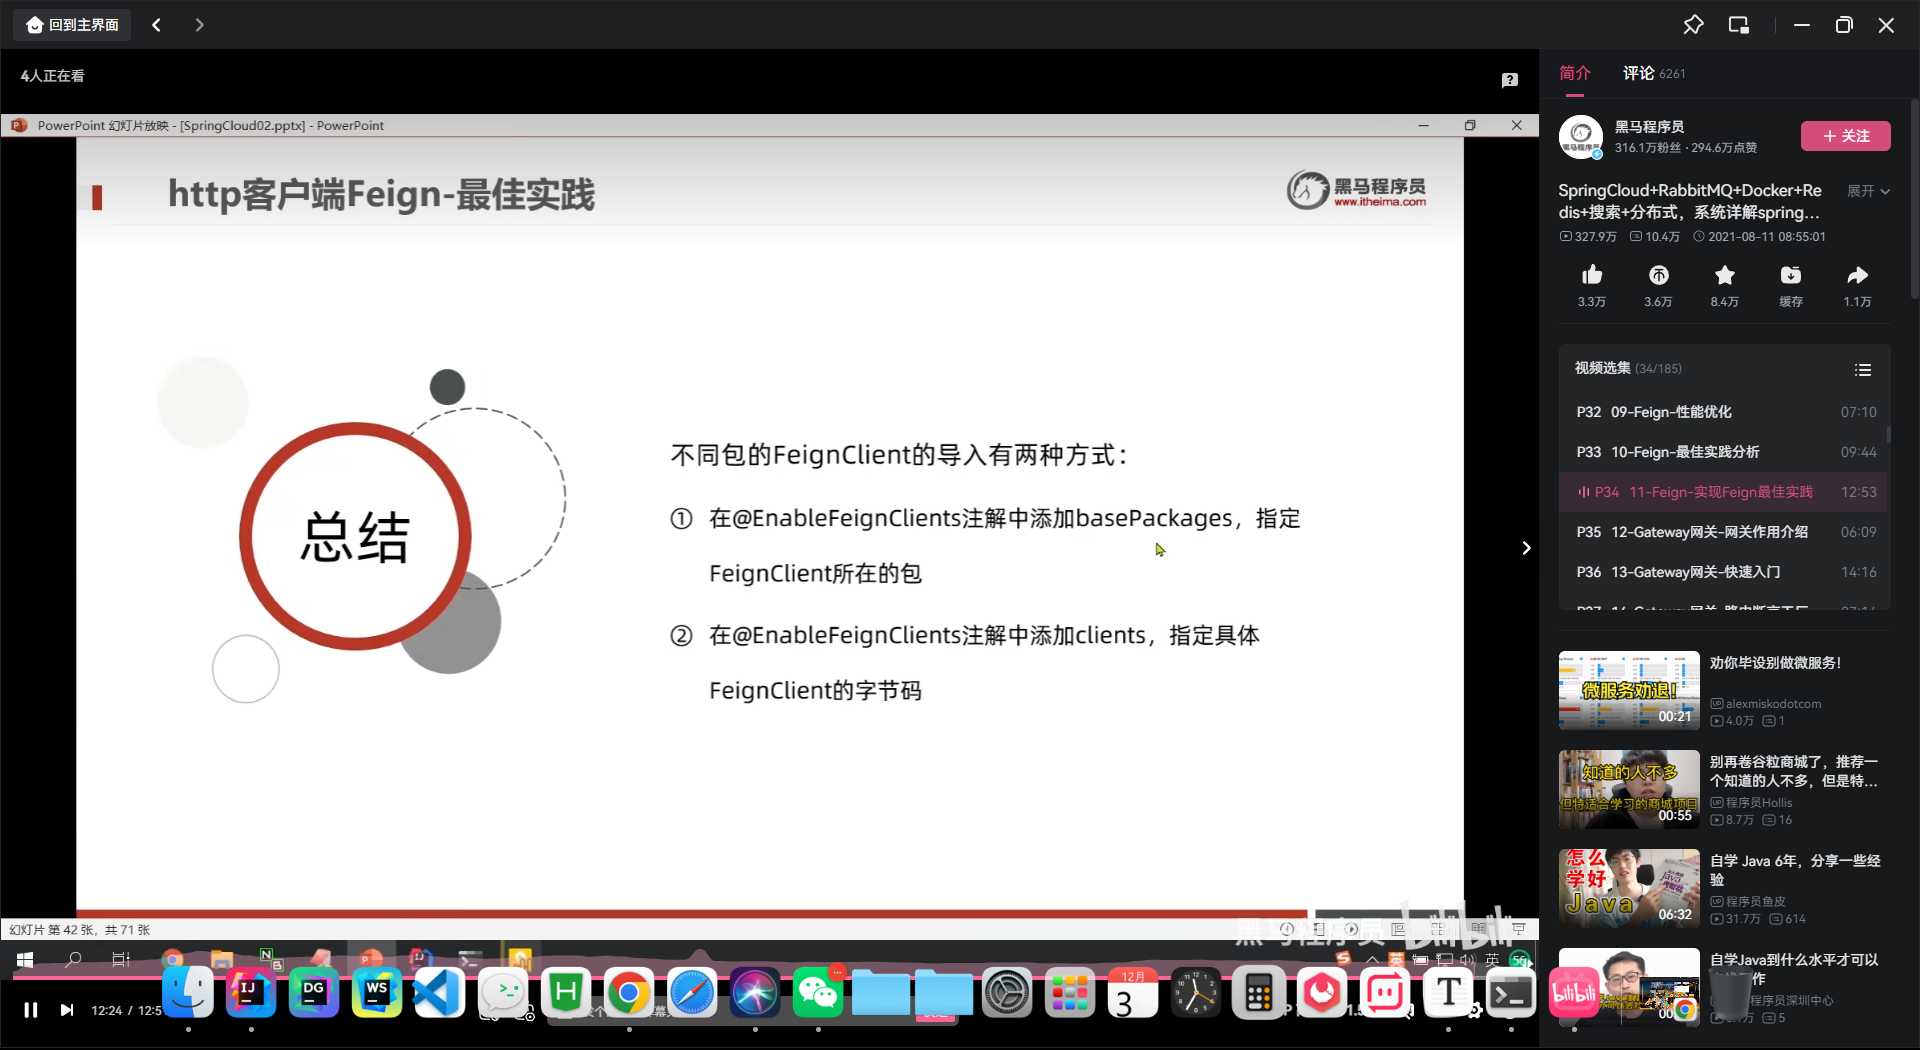 回到主界面
4人正在看
PowerPoint 幻灯片放映 - [SpringCloud02.pptx] - PowerPoint
http客户端Feign-最佳实践
黑马程序员
www.itheima.com
总结
不同包的FeignClient的导入有两种方式：
① 在@EnableFeignClients注解中添加basePackages，指定
FeignClient所在的包
② 在@EnableFeignClients注解中添加clients，指定具体
FeignClient的字节码
幻灯片 第 42 张，共 71 张
黑马程序员 bilibili
英
12:24 / 12:5
IJ
DG
WS
H
12月
3
T
bilibili
简介
评论 6261
黑马程序员
316.1万粉丝 · 294.6万点赞
＋ 关注
SpringCloud+RabbitMQ+Docker+Re
dis+搜索+分布式，系统详解spring...
展开
327.9万 10.4万 2021-08-11 08:55:01
3.3万 3.6万 8.4万 缓存 1.1万
视频选集 (34/185)
P32 09-Feign-性能优化 07:10
P33 10-Feign-最佳实践分析 09:44
P34 11-Feign-实现Feign最佳实践 12:53
P35 12-Gateway网关-网关作用介绍 06:09
P36 13-Gateway网关-快速入门 14:16
微服务劝退!
00:21
劝你毕设别做微服务！
alexmiskodotcom
4.0万 1
知道的人不多
但特适合学习的商城项目
00:55
别再卷谷粒商城了，推荐一
个知道的人不多，但是特...
程序员Hollis
8.7万 16
怎么
学好
Java
06:32
自学 Java 6年，分享一些经
验
程序员鱼皮
31.7万 614
自学Java到什么水平才可以
作
程序员深圳中心
5